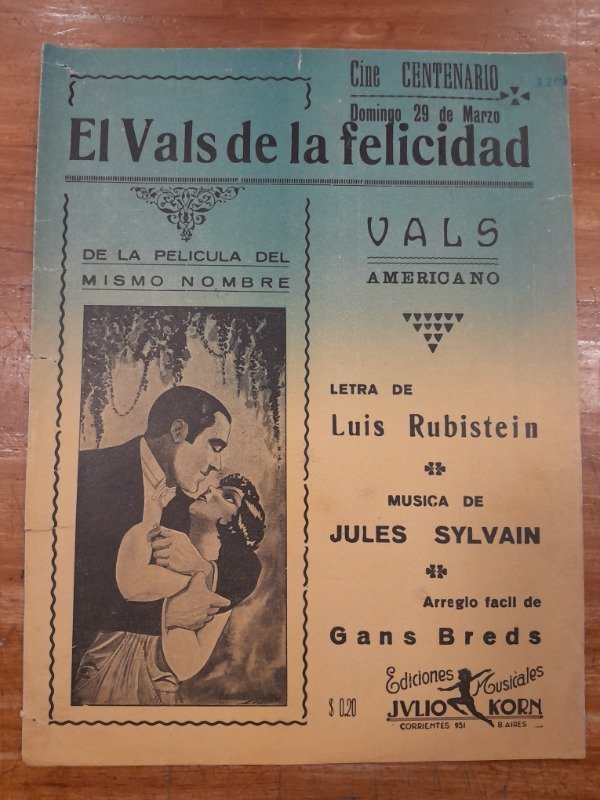 Cine CENTENARIO
Domingo 29 de Marzo
El Vals de la felicidad
DE LA PELICULA DEL
MISMO NOMBRE
VALS
AMERICANO
LETRA DE
Luis Rubistein
MUSICA DE
JULES SYLVAIN
Arreglo facil de
Gans Breds
$ 0.20
Ediciones Musicales
JVLIO KORN
CORRIENTES 931 B. AIRES